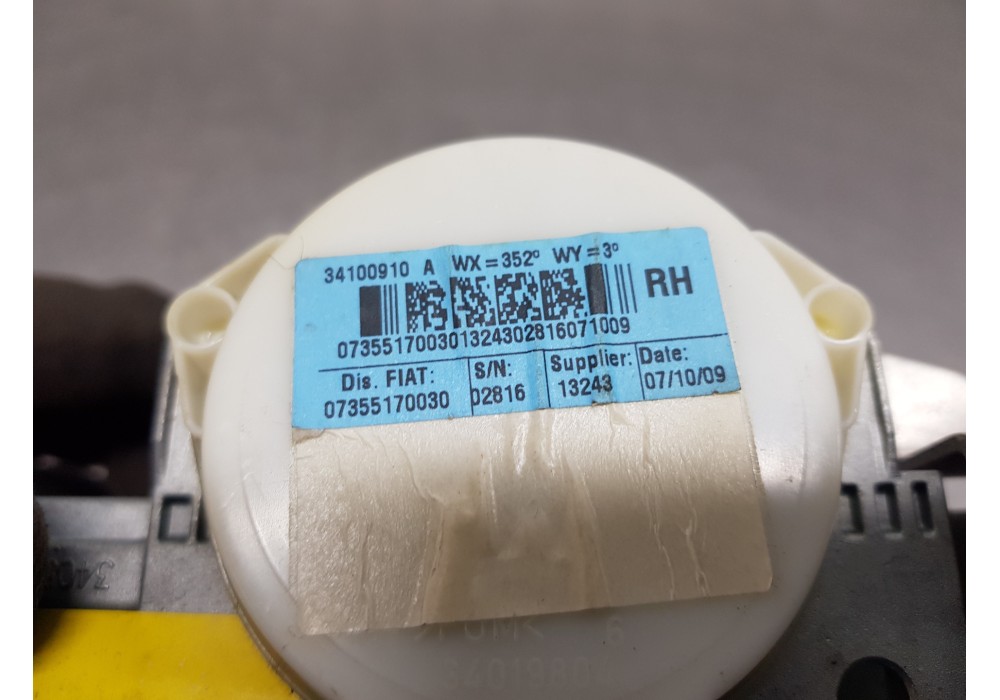 34100910 A WX=352° WY=3°
RH
07355170030132430281607 1009
Dis. FIAT: S/N: Supplier: Date:
07355170030 02816 13243 07/10/09